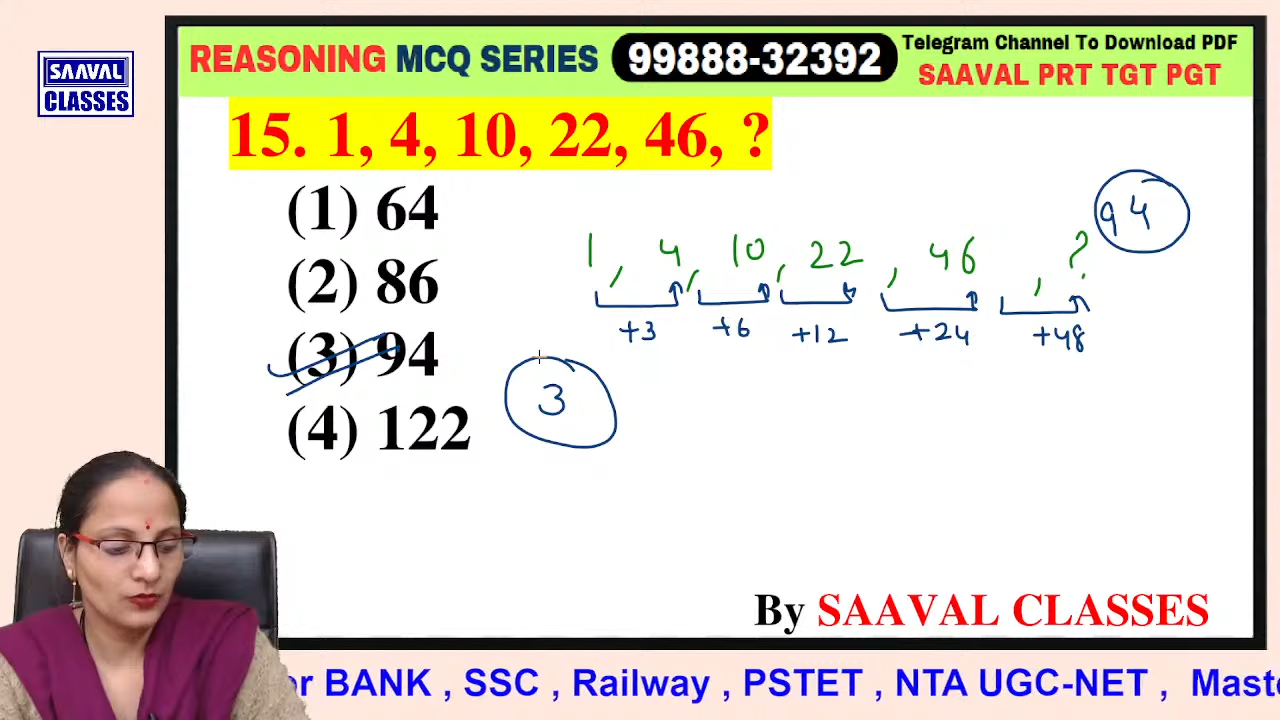 SAAVAL
CLASSES
REASONING MCQ SERIES
99888-32392
Telegram Channel To Download PDF
SAAVAL PRT TGT PGT
15. 1, 4, 10, 22, 46, ?
(1) 64
(2) 86
(3) 94
(4) 122
94
1, 4, 10, 22, 46, ?
+3 +6 +12 +24 +48
3
By SAAVAL CLASSES
or BANK , SSC , Railway , PSTET , NTA UGC-NET , Maste